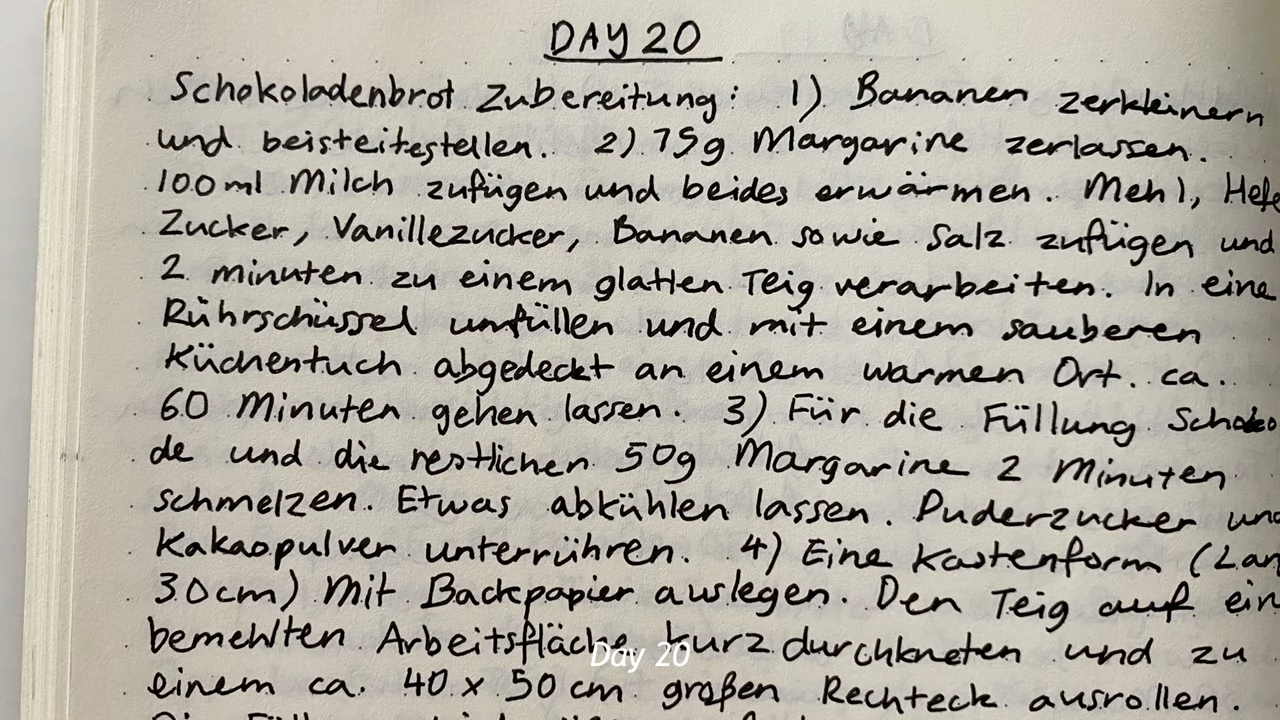 DAY 20
Schokoladenbrot Zubereitung: 1) Bananen zerkleinern
und beisteitestellen. 2) 75g Margarine zerlassen.
100ml Milch zufügen und beides erwärmen. Mehl, Hefe
Zucker, Vanillezucker, Bananen sowie Salz zufügen und
2 minuten zu einem glatten Teig verarbeiten. In eine
Rührschüssel umfüllen und mit einem sauberen
Küchentuch abgedeckt an einem warmen Ort. ca.
60 Minuten gehen lassen. 3) Für die Füllung Schoko
de und die restlichen 50g Margarine 2 Minuten
schmelzen. Etwas abkühlen lassen. Puderzucker und
Kakaopulver unterrühren. 4) Eine Kastenform (Lan
30cm) Mit Backpapier auslegen. Den Teig auf ein
bemehlten Arbeitsfläche kurz durchkneten und zu
Day 20
einem ca. 40 x 50 cm großen Rechteck ausrollen.